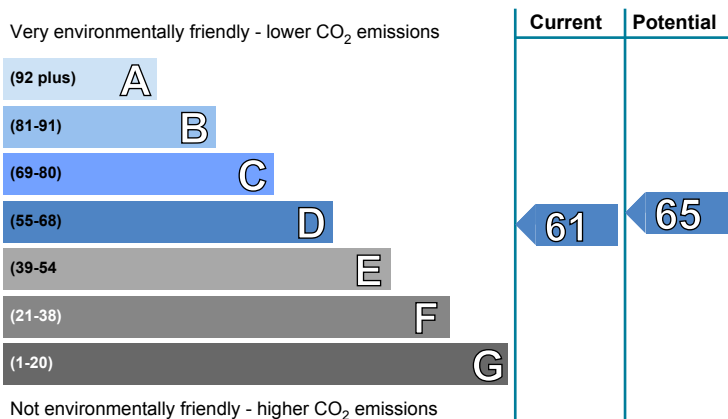 Current Potential
Very environmentally friendly - lower CO2 emissions
(92 plus) A
(81-91) B
(69-80) C
(55-68) D 61 65
(39-54 E
(21-38) F
(1-20) G
Not environmentally friendly - higher CO2 emissions